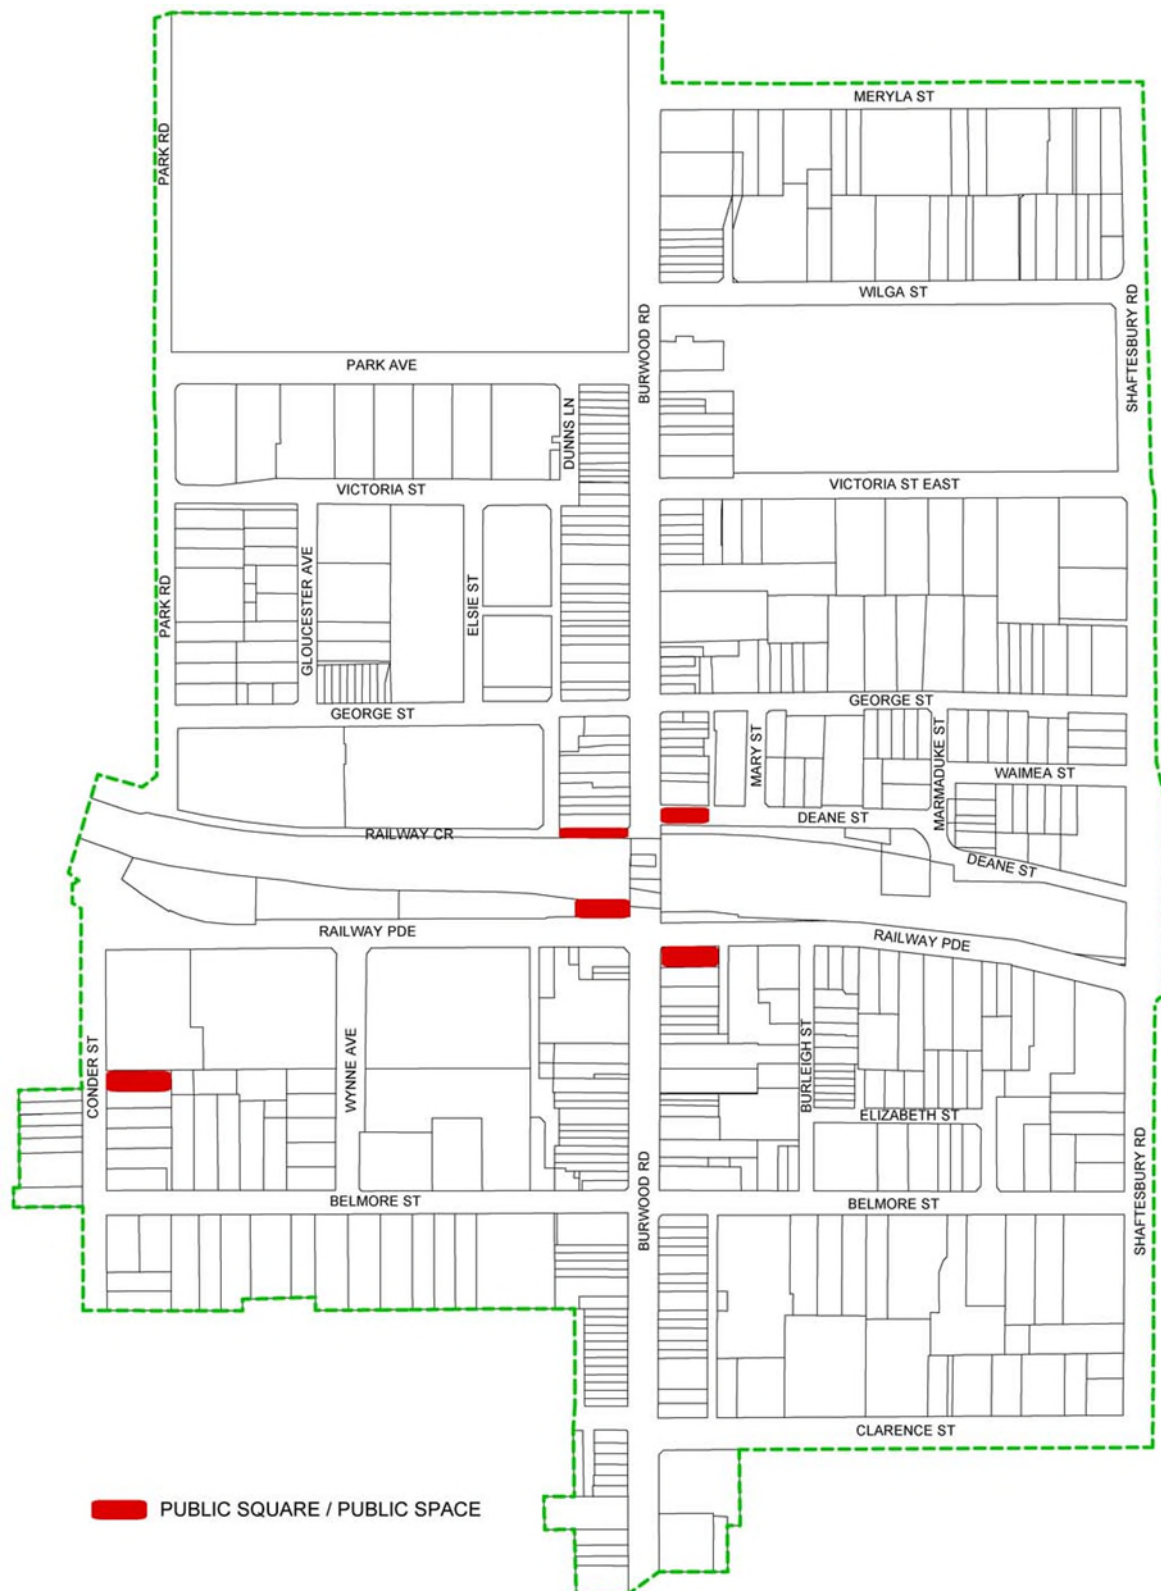 MERYLA ST
PARK RD
WILGA ST
BURWOOD RD
SHAFTESBURY RD
PARK AVE
DUNNS LN
VICTORIA ST
VICTORIA ST EAST
PARK RD
GLOUCESTER AVE
ELSIE ST
GEORGE ST
GEORGE ST
MARY ST
MARMADUKE ST
WAIMEA ST
RAILWAY CR
DEANE ST
DEANE ST
RAILWAY PDE
RAILWAY PDE
CONDER ST
WYNNE AVE
BURLEIGH ST
ELIZABETH ST
BURWOOD RD
SHAFTESBURY RD
BELMORE ST
BELMORE ST
CLARENCE ST
PUBLIC SQUARE / PUBLIC SPACE